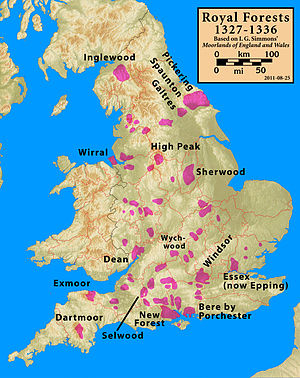 Royal Forests
1327-1336
Based on I. G. Simmons'
Moorlands of England and Wales
0 km 100
0 mi 50
2011-08-25
Inglewood
Pickering
Spaunton
Galtres
Wirral
High Peak
Sherwood
Wych-
wood
Dean
Windsor
Essex
(now Epping)
Exmoor
Dartmoor
Selwood
New
Forest
Bere by
Porchester